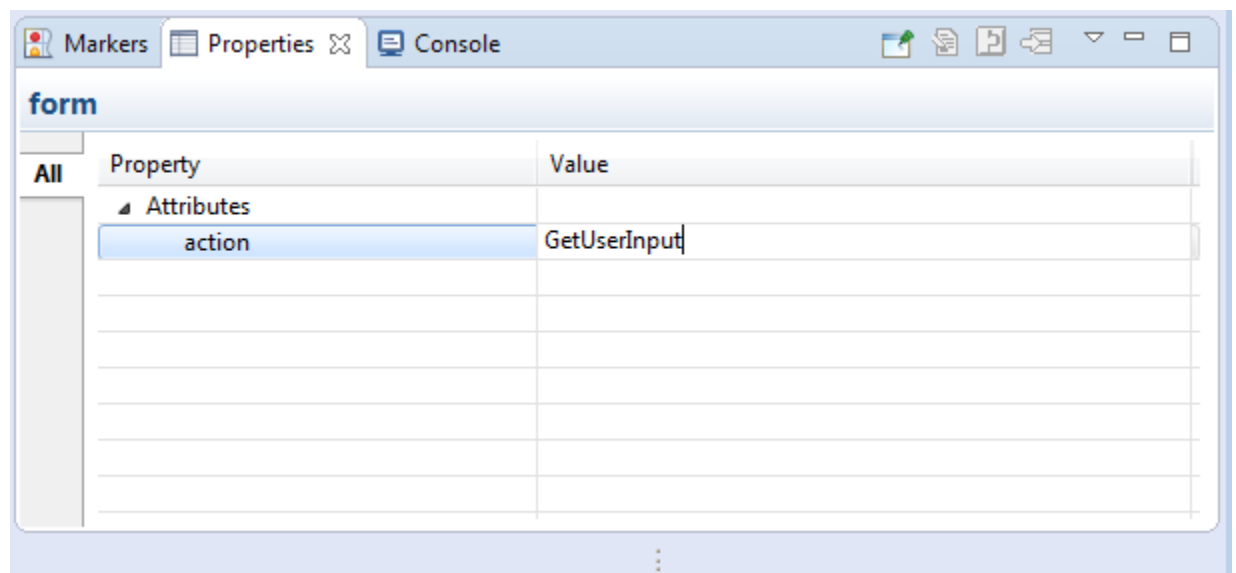 Markers Properties Console
form
All Property Value
Attributes
action GetUserInput